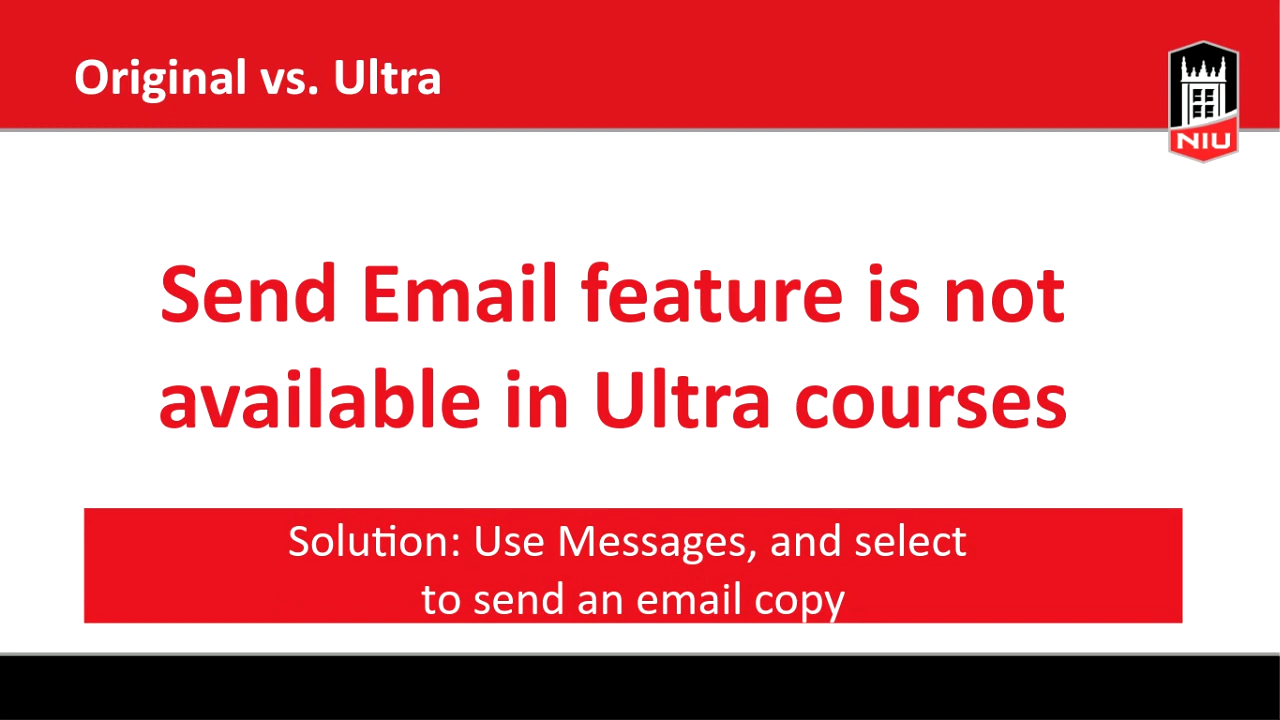 Original vs. Ultra
NIU
Send Email feature is not
available in Ultra courses
Solution: Use Messages, and select
to send an email copy